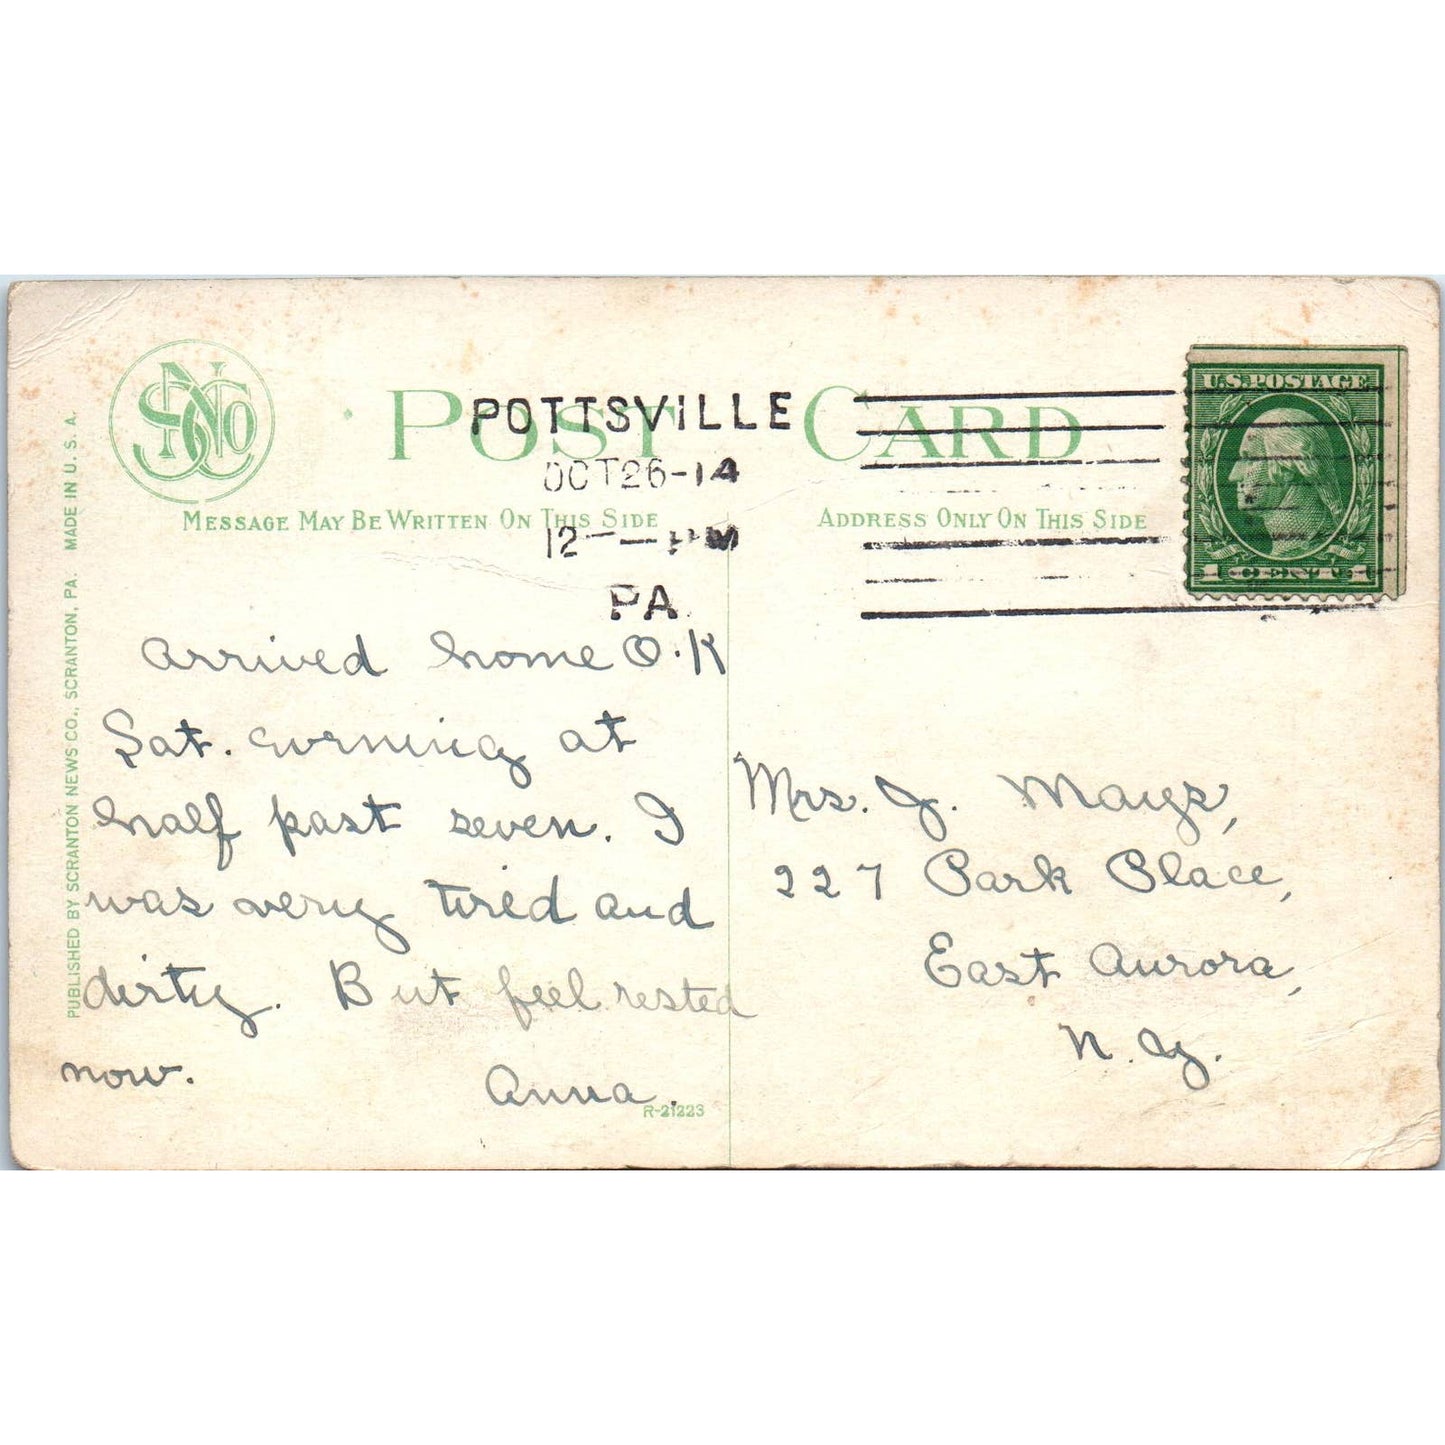 SNCo
POST CARD
POTTSVILLE
OCT 26-14
12 — PM
PA.
MESSAGE MAY BE WRITTEN ON THIS SIDE
ADDRESS ONLY ON THIS SIDE
U.S. POSTAGE
1 CENT 1
PUBLISHED BY SCRANTON NEWS CO., SCRANTON, PA. MADE IN U. S. A.
Arrived home O.K
Sat. evening at
half past seven. I
was very tired and
dirty. But feel rested
now. Anna.
R-21223
Mrs. J. Mays,
227 Park Place,
East Aurora,
N.Y.